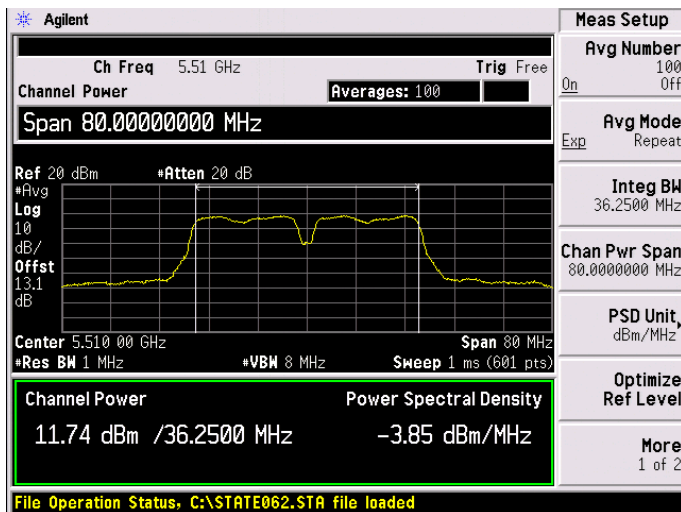 Agilent
Meas Setup
Ch Freq 5.51 GHz Trig Free
Channel Power Averages: 100
Span 80.00000000 MHz
Ref 20 dBm #Atten 20 dB
#Avg
Log
10
dB/
Offst
13.1
dB
Center 5.510 00 GHz Span 80 MHz
#Res BW 1 MHz #VBW 8 MHz Sweep 1 ms (601 pts)
Channel Power Power Spectral Density
11.74 dBm /36.2500 MHz -3.85 dBm/MHz
File Operation Status, C:\STATE062.STA file loaded
Avg Number
100
On Off
Avg Mode
Exp Repeat
Integ BW
36.2500 MHz
Chan Pwr Span
80.0000000 MHz
PSD Unit
dBm/MHz
Optimize
Ref Level
More
1 of 2